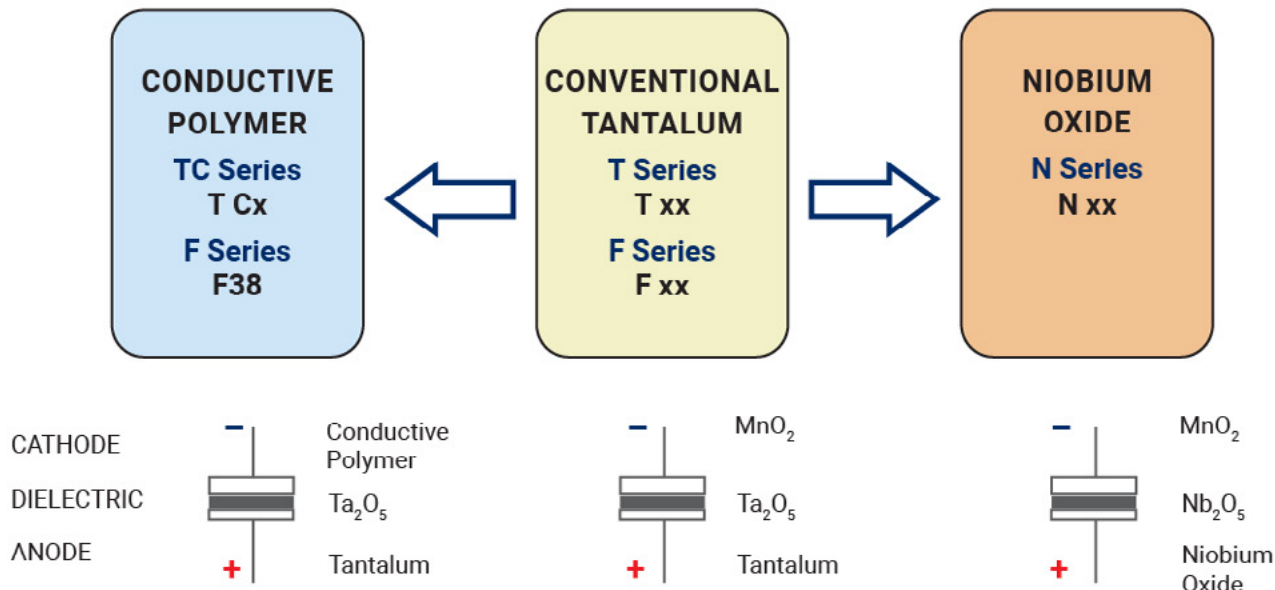 CONDUCTIVE
POLYMER
TC Series
T Cx
F Series
F38
CONVENTIONAL
TANTALUM
T Series
T xx
F Series
F xx
NIOBIUM
OXIDE
N Series
N xx
CATHODE
DIELECTRIC
ΛNODE
−
Conductive
Polymer
Ta₂O₅
+
Tantalum
−
MnO₂
Ta₂O₅
+
Tantalum
−
MnO₂
Nb₂O₅
+
Niobium
Oxide